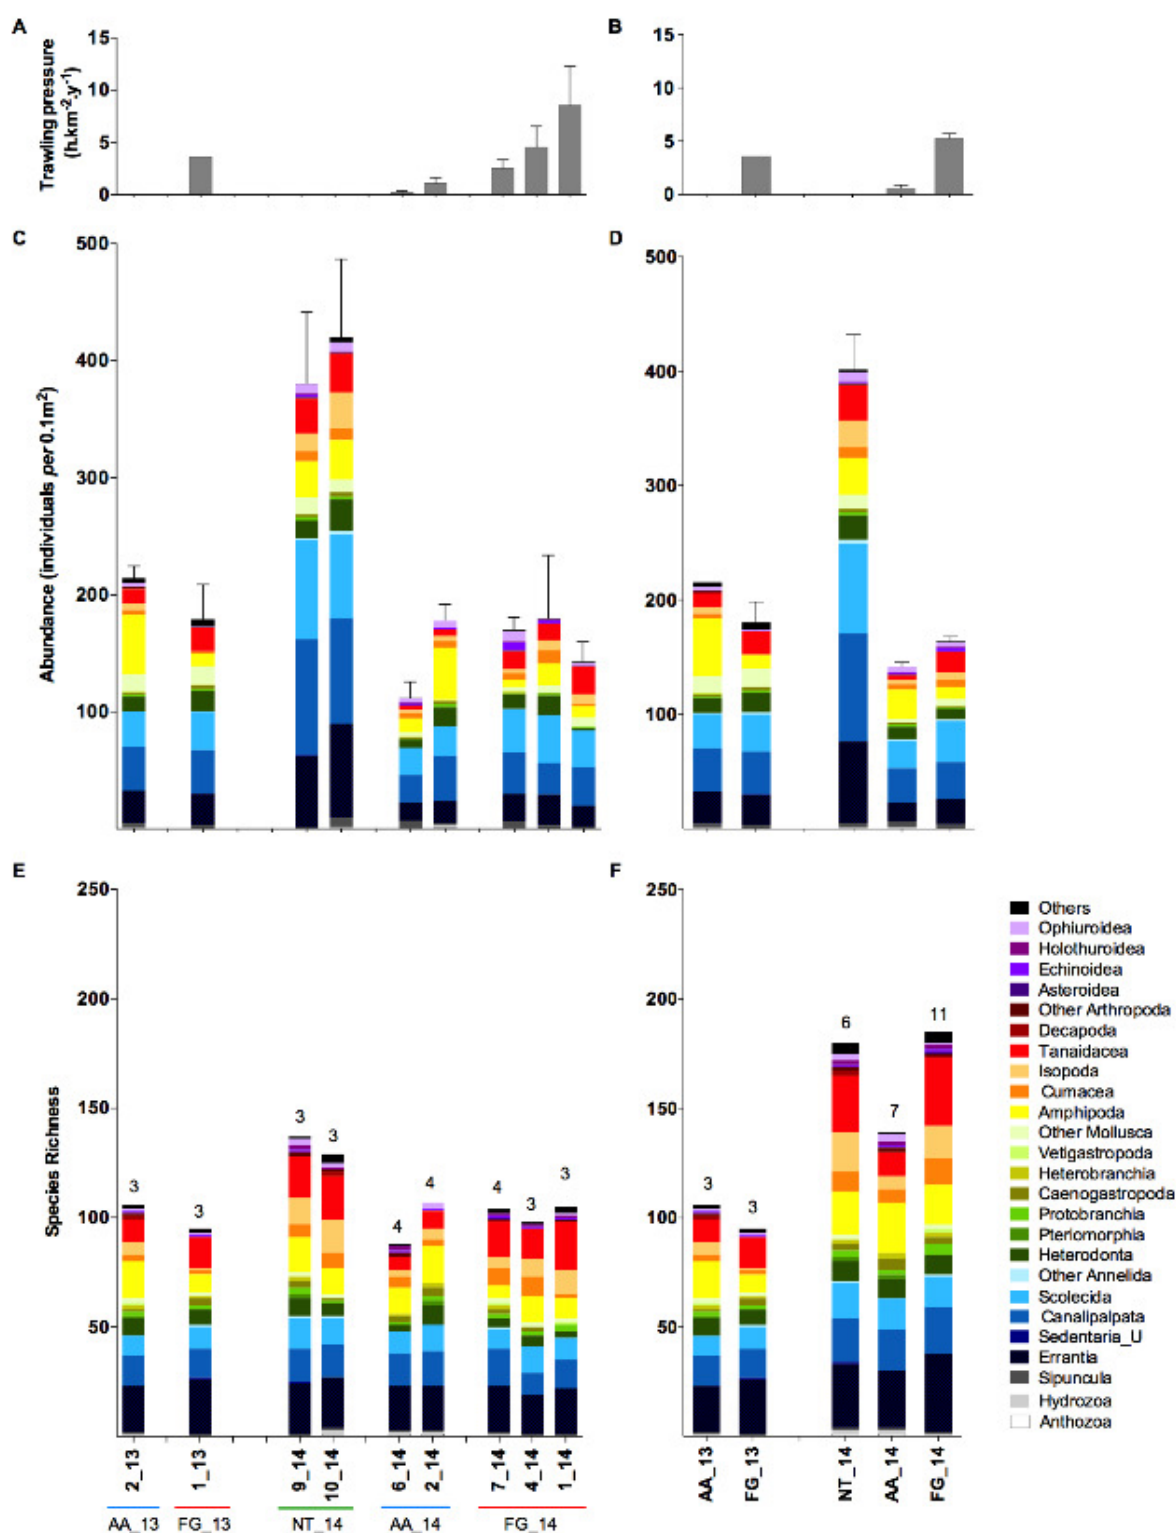 A
B
Trawling pressure
(h.km-2.y-1)
15
10
5
0
15
10
5
0
C
D
Abundance (individuals per 0.1m2)
500
400
300
200
100
500
400
300
200
100
E
F
Species Richness
250
200
150
100
50
250
200
150
100
50
3
3
3
3
4
4
4
3
3
3
3
6
7
11
Others
Ophiuroidea
Holothuroidea
Echinoidea
Asteroidea
Other Arthropoda
Decapoda
Tanaidacea
Isopoda
Cumacea
Amphipoda
Other Mollusca
Vetigastropoda
Heterobranchia
Caenogastropoda
Protobranchia
Pteriomorphia
Heterodonta
Other Annelida
Scolecida
Canalipalpata
Sedentaria_U
Errantia
Sipuncula
Hydrozoa
Anthozoa
2_13
1_13
9_14
10_14
6_14
2_14
7_14
4_14
1_14
AA_13
FG_13
NT_14
AA_14
FG_14
AA_13
FG_13
NT_14
AA_14
FG_14